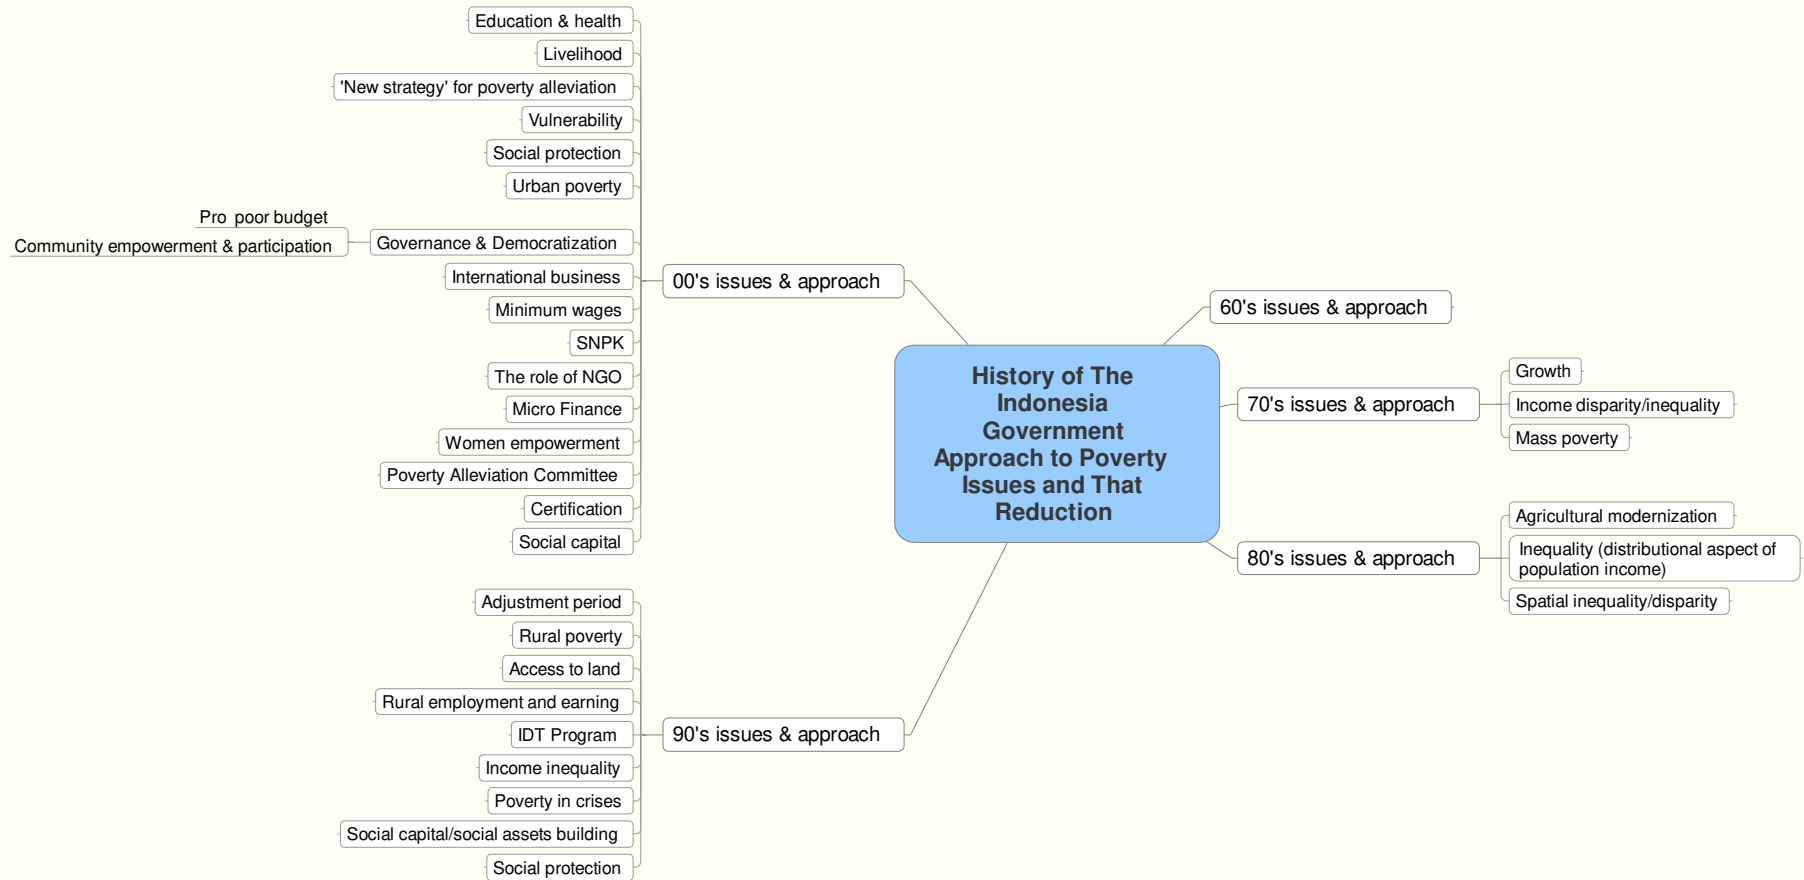 History of The
Indonesia
Government
Approach to Poverty
Issues and That
Reduction
60's issues & approach
70's issues & approach
Growth
Income disparity/inequality
Mass poverty
80's issues & approach
Agricultural modernization
Inequality (distributional aspect of
population income)
Spatial inequality/disparity
90's issues & approach
Adjustment period
Rural poverty
Access to land
Rural employment and earning
IDT Program
Income inequality
Poverty in crises
Social capital/social assets building
Social protection
00's issues & approach
Education & health
Livelihood
'New strategy' for poverty alleviation
Vulnerability
Social protection
Urban poverty
Governance & Democratization
Pro poor budget
Community empowerment & participation
International business
Minimum wages
SNPK
The role of NGO
Micro Finance
Women empowerment
Poverty Alleviation Committee
Certification
Social capital